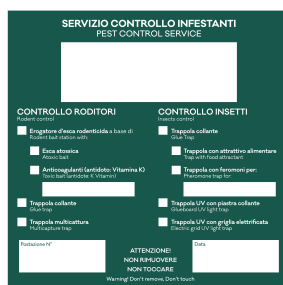 SERVIZIO CONTROLLO INFESTANTI
PEST CONTROL SERVICE
CONTROLLO RODITORI
Rodent control
Erogatore d'esca rodenticida a base di
Rodent bait station with
Esca atossica
Atoxic bait
Anticoagulanti (antidoto: Vitamina K)
Toxic bait (antidote: K Vitamin)
Trappola collante
Glue trap
Trappola multicattura
Multicapture trap
CONTROLLO INSETTI
Insects control
Trappola collante
Glue Trap
Trappola con attrattivo alimentare
Trap with food attractant
Trappola con feromoni per:
Pheromone trap for:
Trappola UV con piastra collante
Glueboard UV light trap
Trappola UV con griglia elettrificata
Electric grid UV light trap
Postazione N°
ATTENZIONE!
NON RIMUOVERE
NON TOCCARE
Data
Warning! Don't remove, Don't touch